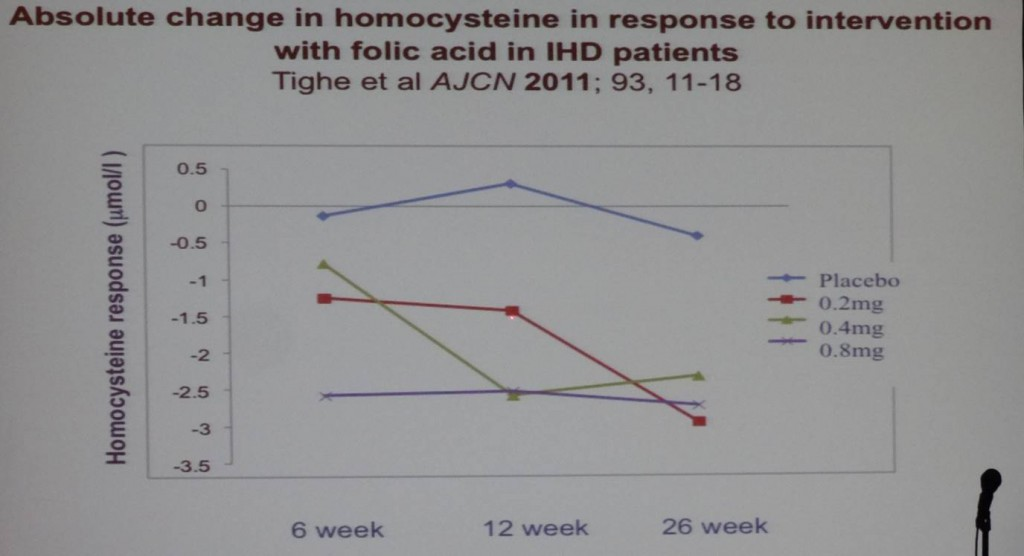 Absolute change in homocysteine in response to intervention
with folic acid in IHD patients
Tighe et al AJCN 2011; 93, 11-18
Homocysteine response (µmol/l )
0.5
0
-0.5
-1
-1.5
-2
-2.5
-3
-3.5
Placebo
0.2mg
0.4mg
0.8mg
6 week
12 week
26 week